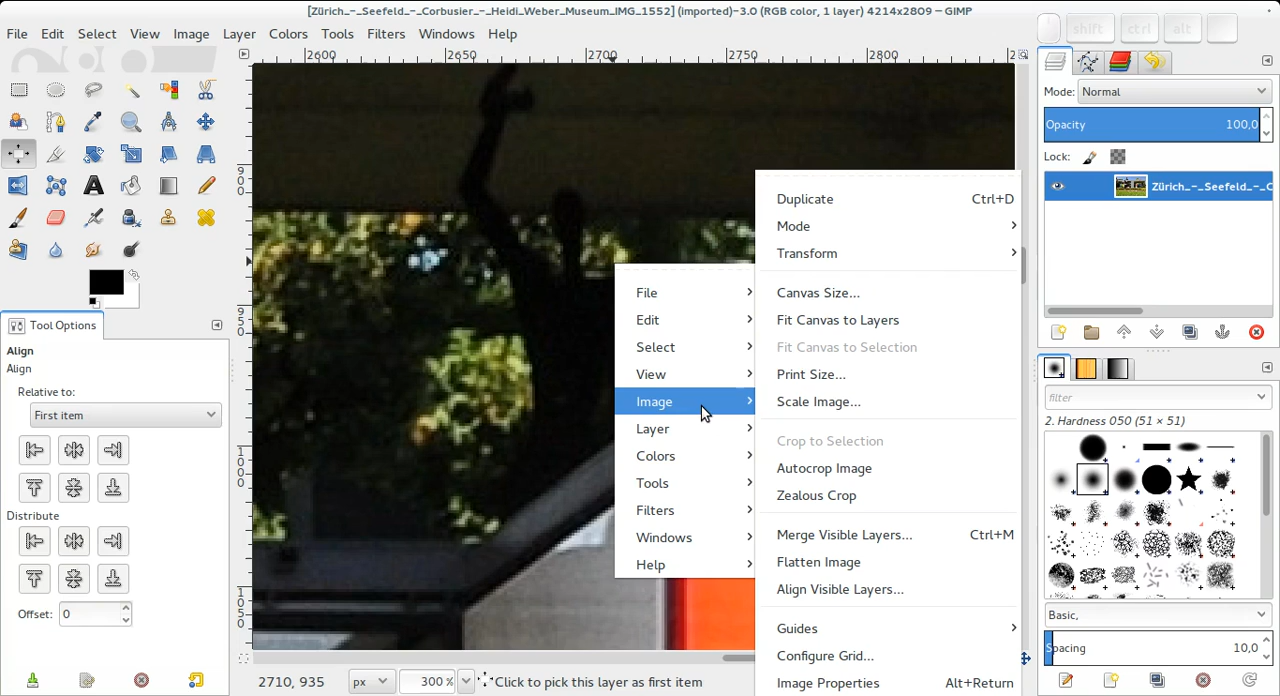 [Zürich_-_Seefeld_-_Corbusier_-_Heidi_Weber_Museum_IMG_1552] (imported)-3.0 (RGB color, 1 layer) 4214x2809 – GIMP
File Edit Select View Image Layer Colors Tools Filters Windows Help
shift ctrl alt
2600 2650 2700 2750 2800
Mode: Normal
Opacity 100,0
Lock:
Zürich_-_Seefeld_-_C
900
950
1000
1050
Tool Options
Align
Align
Relative to:
First item
Distribute
Offset: 0
File
Edit
Select
View
Image
Layer
Colors
Tools
Filters
Windows
Help
Duplicate Ctrl+D
Mode
Transform
Canvas Size...
Fit Canvas to Layers
Fit Canvas to Selection
Print Size...
Scale Image...
Crop to Selection
Autocrop Image
Zealous Crop
Merge Visible Layers... Ctrl+M
Flatten Image
Align Visible Layers...
Guides
Configure Grid...
Image Properties Alt+Return
filter
2. Hardness 050 (51 × 51)
Basic,
Spacing 10,0
2710, 935 px 300 % Click to pick this layer as first item